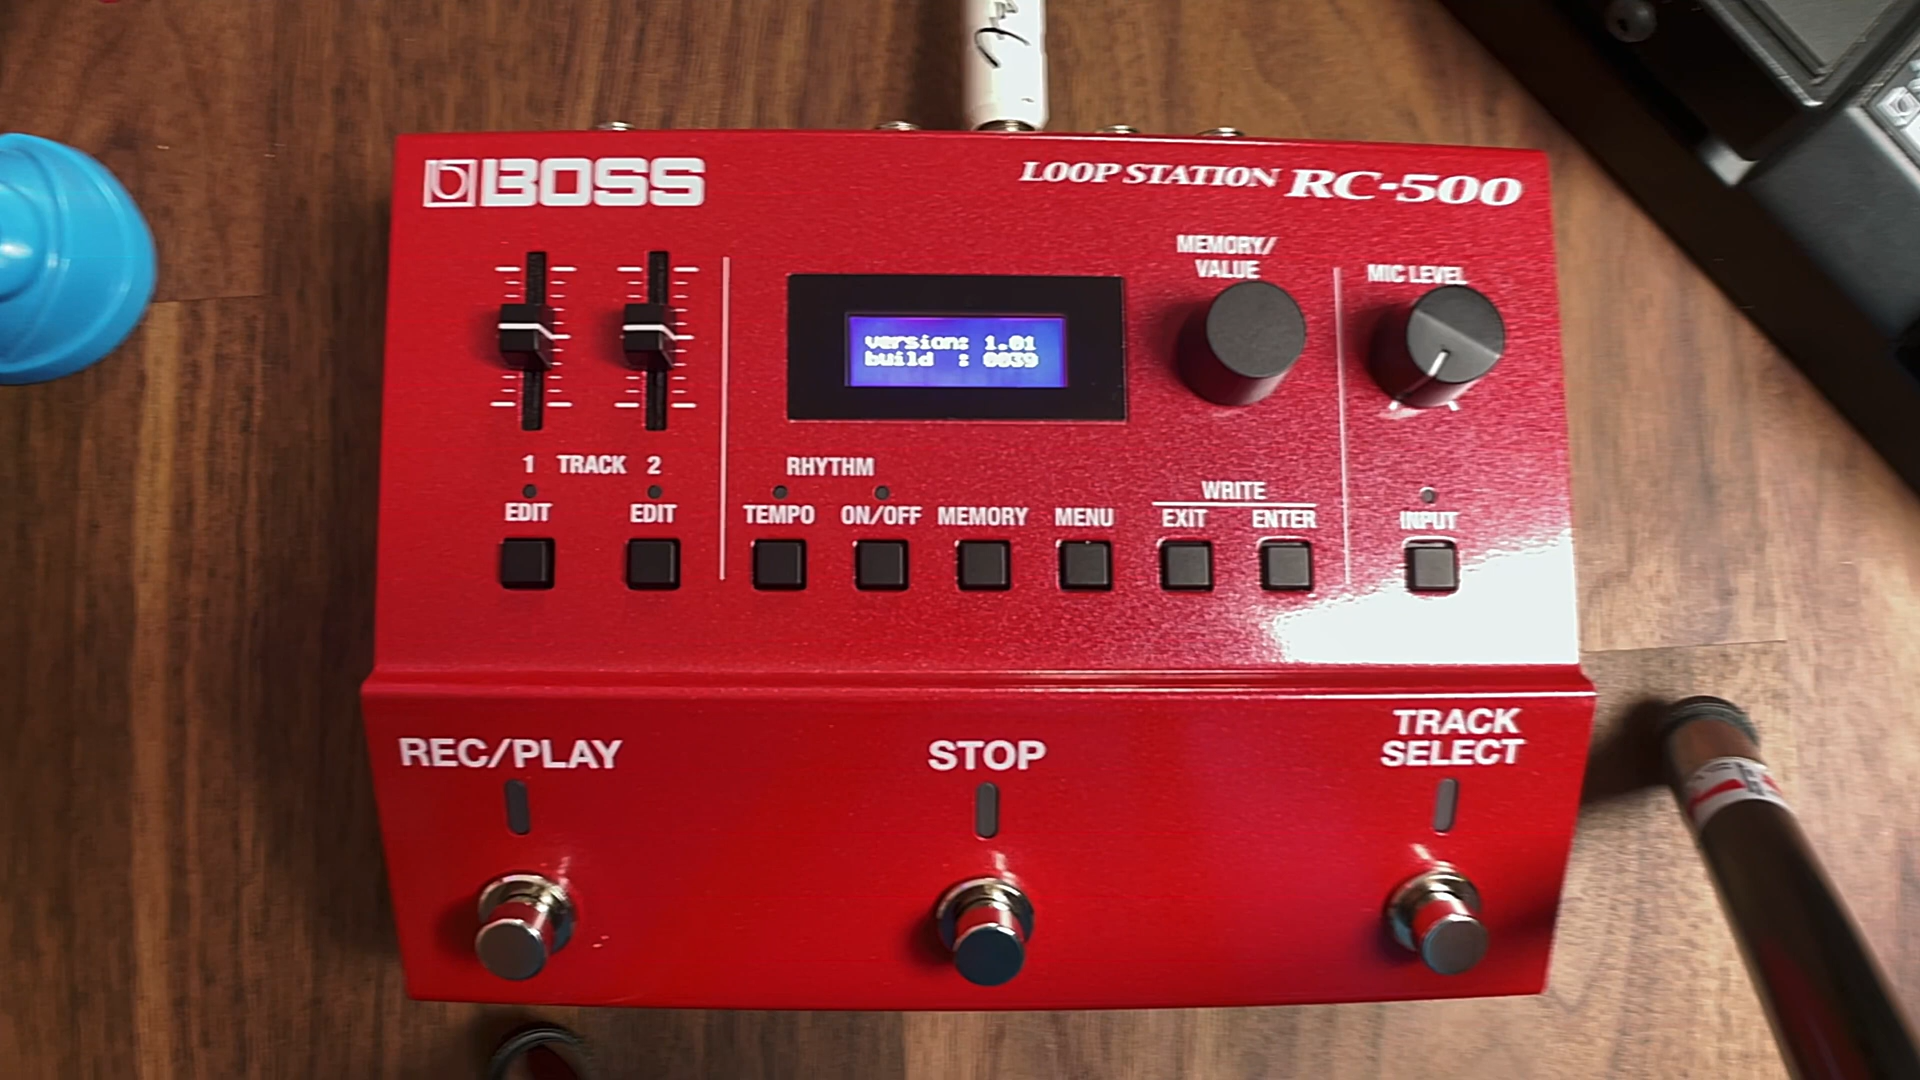 BOSS
LOOP STATION RC-500
MEMORY/
VALUE
MIC LEVEL
version: 1.01
build : 0039
1 TRACK 2
RHYTHM
WRITE
EDIT
EDIT
TEMPO
ON/OFF
MEMORY
MENU
EXIT
ENTER
INPUT
REC/PLAY
STOP
TRACK
SELECT